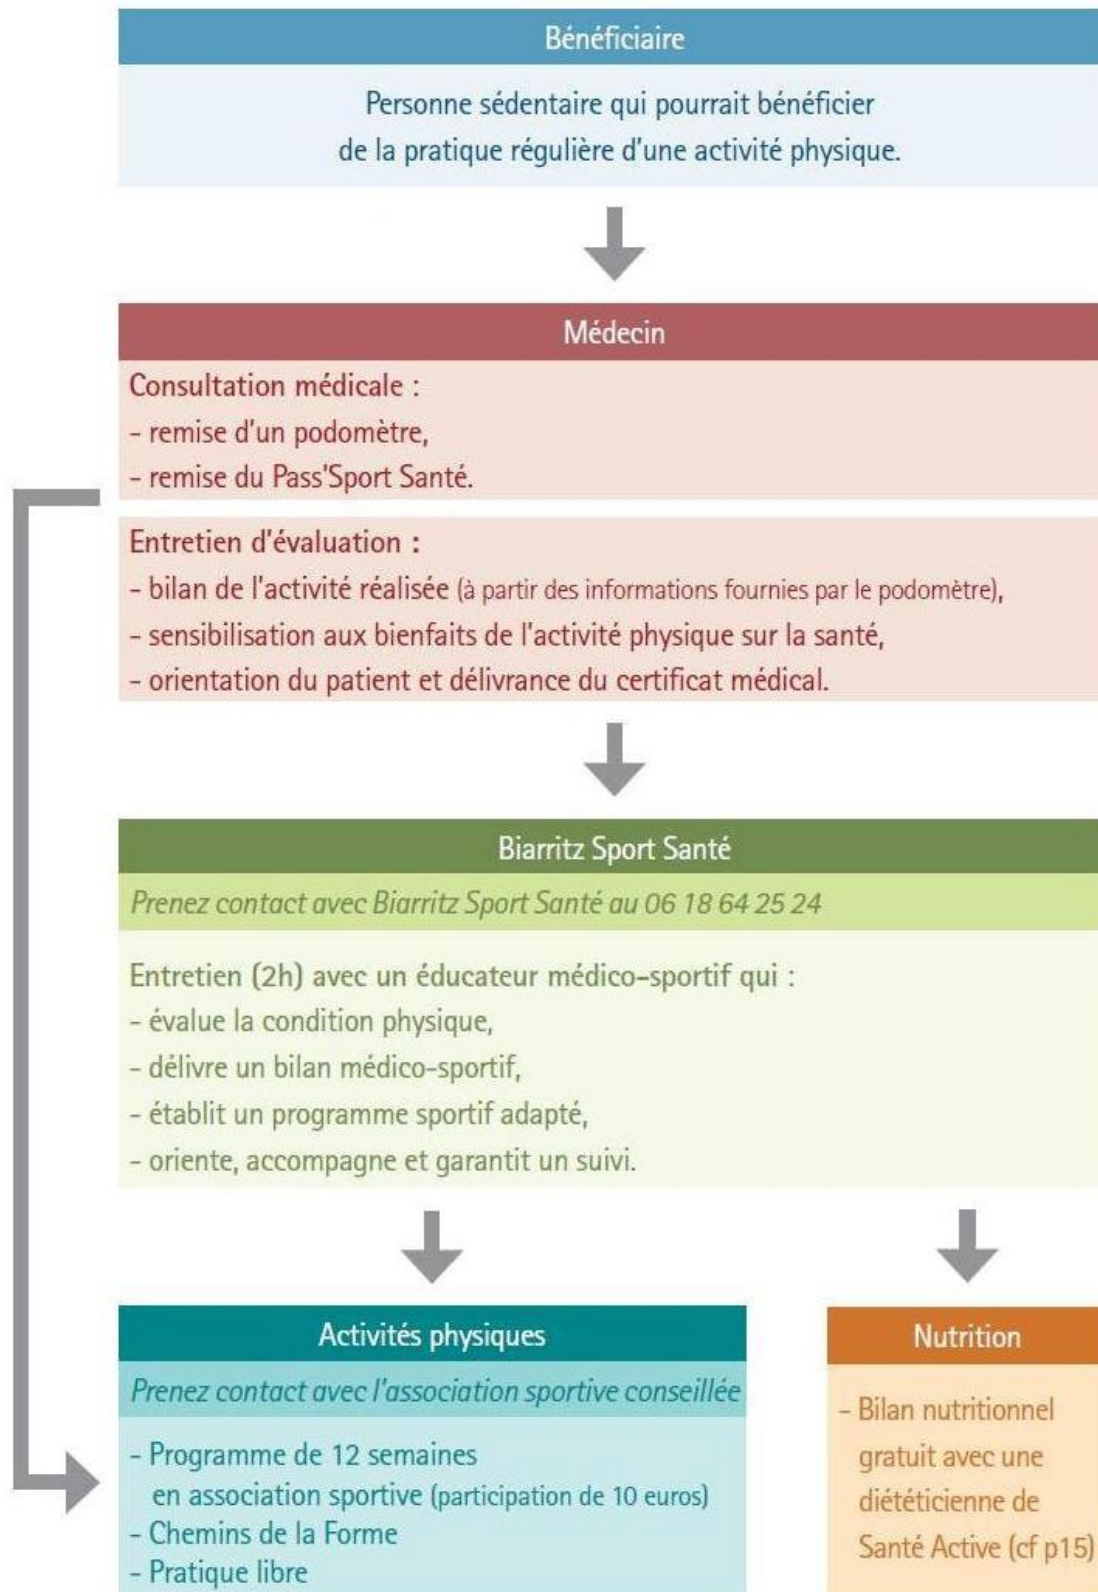 Bénéficiaire
Personne sédentaire qui pourrait bénéficier
de la pratique régulière d'une activité physique.
Médecin
Consultation médicale :
- remise d'un podomètre,
- remise du Pass'Sport Santé.
Entretien d'évaluation :
- bilan de l'activité réalisée (à partir des informations fournies par le podomètre),
- sensibilisation aux bienfaits de l'activité physique sur la santé,
- orientation du patient et délivrance du certificat médical.
Biarritz Sport Santé
Prenez contact avec Biarritz Sport Santé au 06 18 64 25 24
Entretien (2h) avec un éducateur médico-sportif qui :
- évalue la condition physique,
- délivre un bilan médico-sportif,
- établit un programme sportif adapté,
- oriente, accompagne et garantit un suivi.
Activités physiques
Prenez contact avec l'association sportive conseillée
- Programme de 12 semaines
en association sportive (participation de 10 euros)
- Chemins de la Forme
- Pratique libre
Nutrition
- Bilan nutritionnel
gratuit avec une
diététicienne de
Santé Active (cf p15)